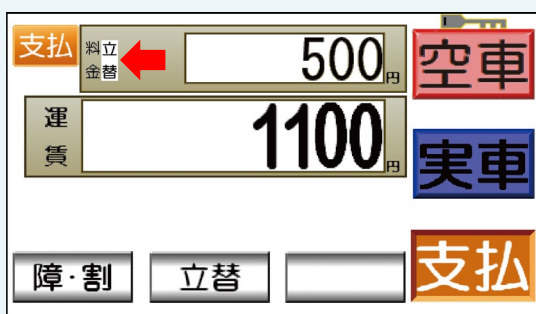 支払 料金 立替 500円 空車
運賃 1100円
実車
障・割 立替 支払